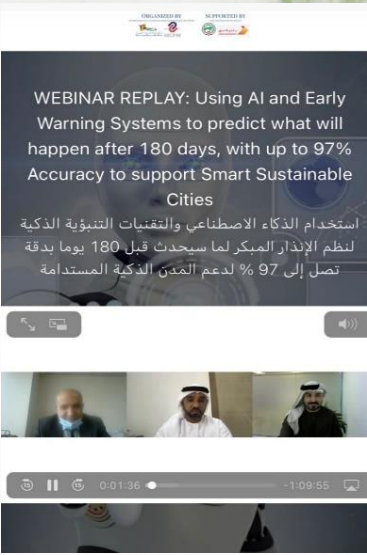 ORGANIZED BY
SUPPORTED BY
WEBINAR REPLAY: Using AI and Early
Warning Systems to predict what will
happen after 180 days, with up to 97%
Accuracy to support Smart Sustainable
Cities
استخدام الذكاء الاصطناعي والتقنيات التنبؤية الذكية
لنظم الإنذار المبكر لما سيحدث قبل 180 يوما بدقة
تصل إلى 97 % لدعم المدن الذكية المستدامة
15
15
0:01:36
-1:09:55